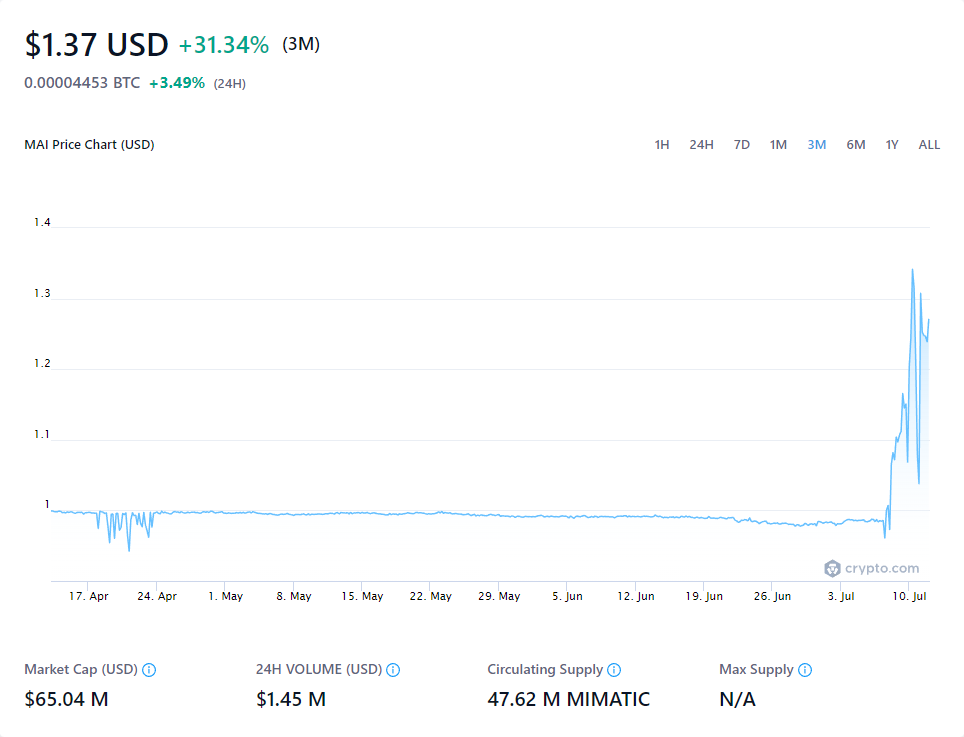 $1.37 USD +31.34% (3M)
0.00004453 BTC +3.49% (24H)
MAI Price Chart (USD) 1H 24H 7D 1M 3M 6M 1Y ALL
1.4
1.3
1.2
1.1
1
crypto.com
17. Apr 24. Apr 1. May 8. May 15. May 22. May 29. May 5. Jun 12. Jun 19. Jun 26. Jun 3. Jul 10. Jul
Market Cap (USD) 24H VOLUME (USD) Circulating Supply Max Supply
$65.04 M $1.45 M 47.62 M MIMATIC N/A